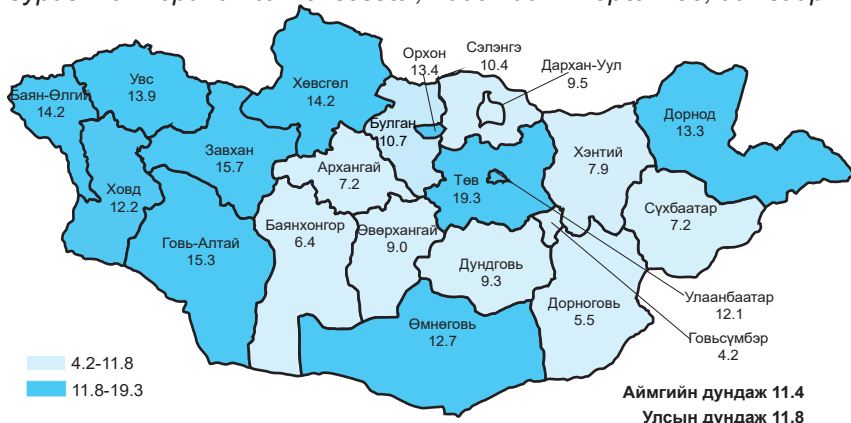 Орхон
13.4
Сэлэнгэ
10.4
Дархан-Уул
9.5
Увс
13.9
Хөвсгөл
14.2
Баян-Өлгий
14.2
Булган
10.7
Дорнод
13.3
Завхан
15.7
Хэнтий
7.9
Архангай
7.2
Төв
19.3
Ховд
12.2
Сүхбаатар
7.2
Баянхонгор
6.4
Өвөрхангай
9.0
Говь-Алтай
15.3
Дундговь
9.3
Улаанбаатар
12.1
Дорноговь
5.5
Өмнөговь
12.7
Говьсүмбэр
4.2
4.2-11.8
11.8-19.3
Аймгийн дундаж 11.4
Улсын дундаж 11.8